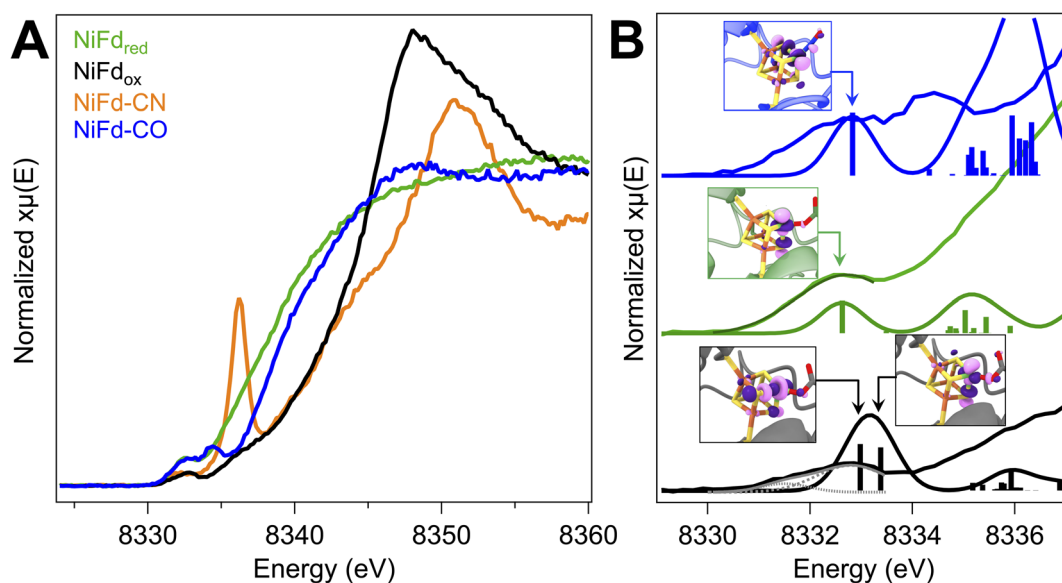 A
NiFdred
NiFdox
NiFd-CN
NiFd-CO
Normalized xμ(E)
8330
8340
8350
8360
Energy (eV)
B
Normalized xμ(E)
8330
8332
8334
8336
Energy (eV)